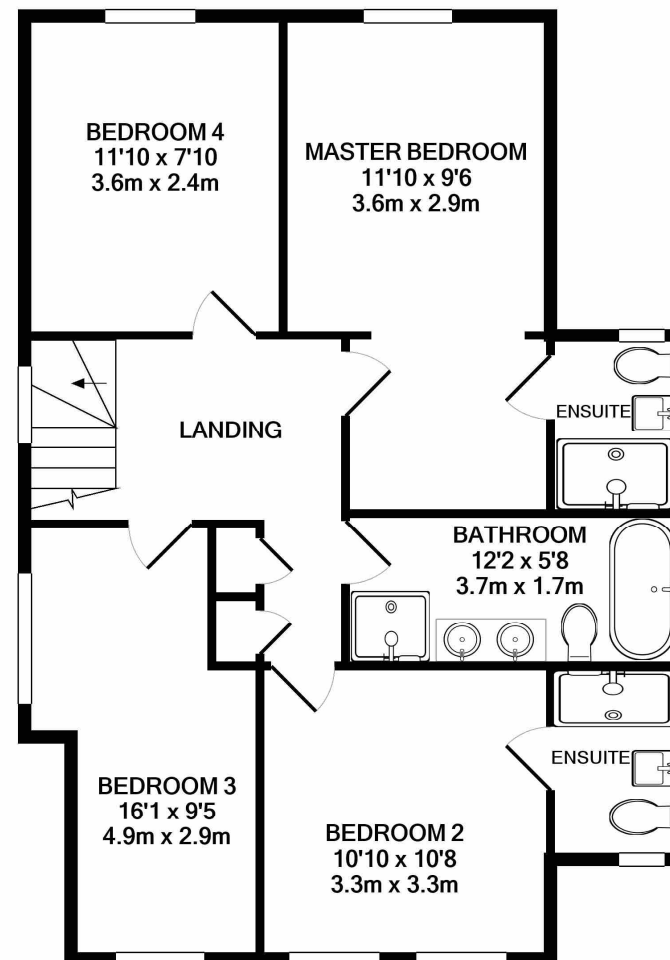 BEDROOM 4
11'10 x 7'10
3.6m x 2.4m
MASTER BEDROOM
11'10 x 9'6
3.6m x 2.9m
ENSUITE
LANDING
BATHROOM
12'2 x 5'8
3.7m x 1.7m
ENSUITE
BEDROOM 3
16'1 x 9'5
4.9m x 2.9m
BEDROOM 2
10'10 x 10'8
3.3m x 3.3m